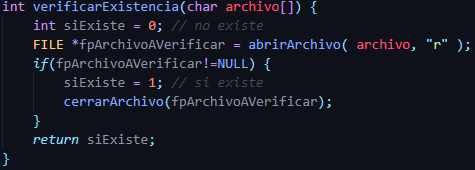 int verificarExistencia(char archivo[]) {
    int siExiste = 0; // no existe
    FILE *fpArchivoAVerificar = abrirArchivo( archivo, "r" );
    if(fpArchivoAVerificar!=NULL) {
        siExiste = 1; // si existe
        cerrarArchivo(fpArchivoAVerificar);
    }
    return siExiste;
}